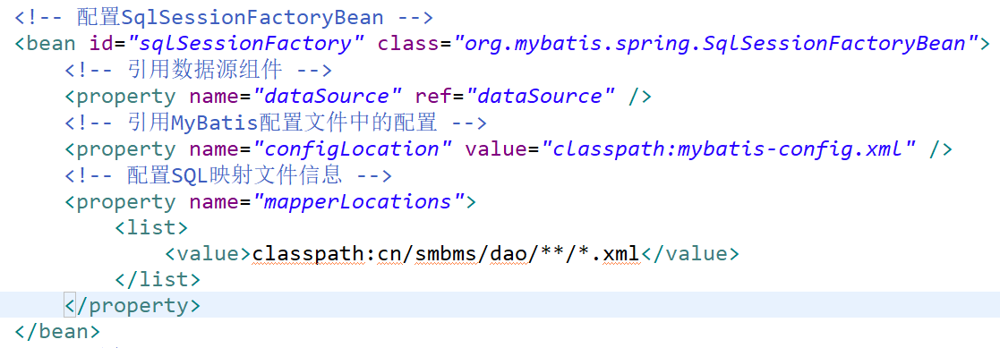 <!-- 配置SqlSessionFactoryBean -->
<bean id="sqlSessionFactory" class="org.mybatis.spring.SqlSessionFactoryBean">
    <!-- 引用数据源组件 -->
    <property name="dataSource" ref="dataSource" />
    <!-- 引用MyBatis配置文件中的配置 -->
    <property name="configLocation" value="classpath:mybatis-config.xml" />
    <!-- 配置SQL映射文件信息 -->
    <property name="mapperLocations">
        <list>
            <value>classpath:cn/smbms/dao/**/*.xml</value>
        </list>
    </property>
</bean>